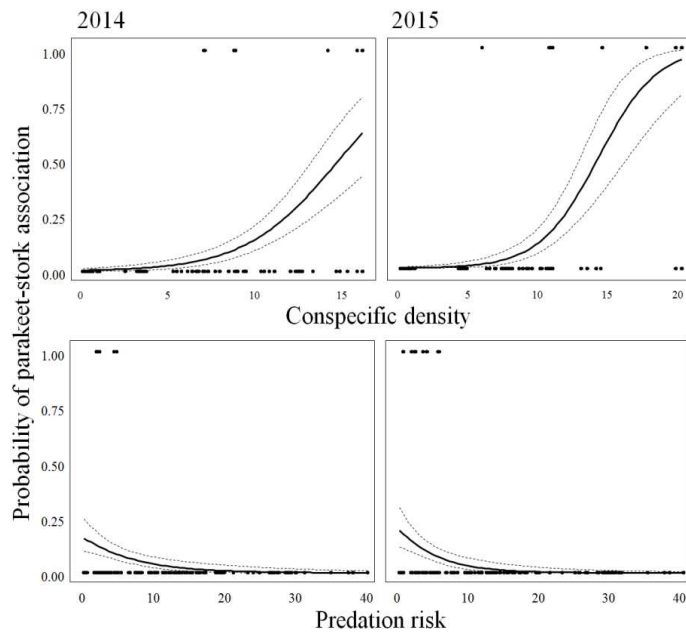 2014
2015
Probability of parakeet-stork association
1.00
0.75
0.50
0.25
0.00
0 5 10 15
0 5 10 15 20
Conspecific density
1.00
0.75
0.50
0.25
0.00
0 10 20 30 40
0 10 20 30 40
Predation risk